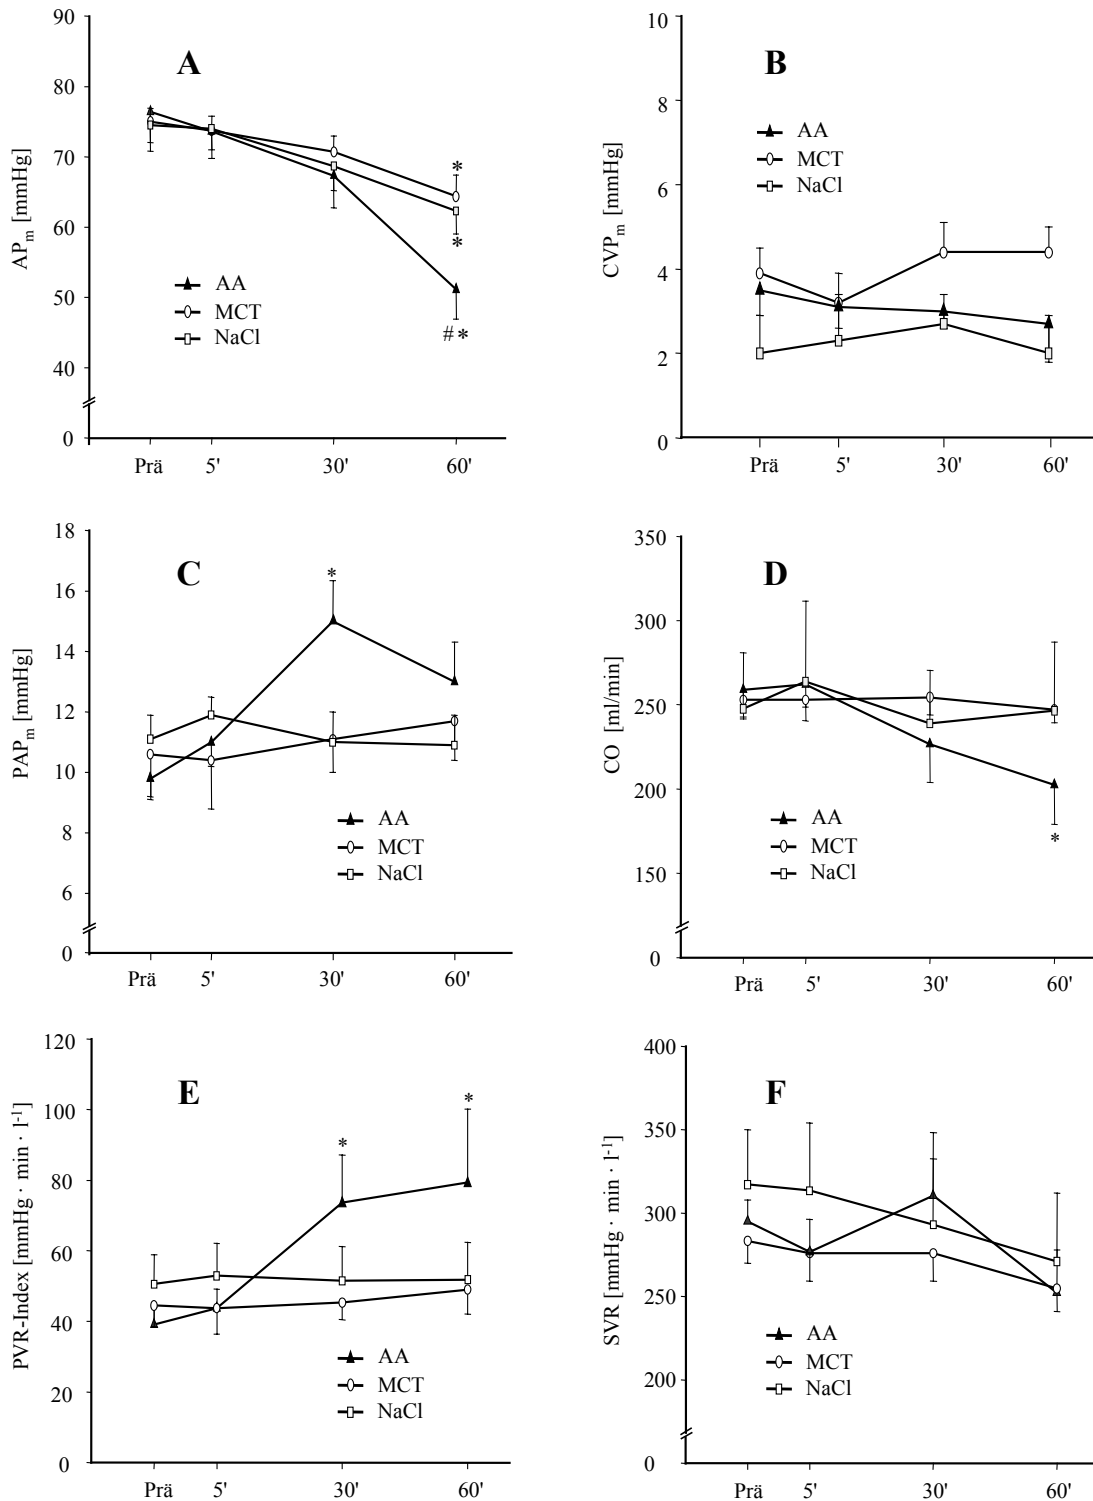 A
APm [mmHg]
90
80
70
60
50
40
0
AA
MCT
NaCl
*
*
# *
Prä 5' 30' 60'
B
CVPm [mmHg]
10
8
6
4
2
0
AA
MCT
NaCl
Prä 5' 30' 60'
C
PAPm [mmHg]
18
16
14
12
10
8
6
0
*
AA
MCT
NaCl
Prä 5' 30' 60'
D
CO [ml/min]
350
300
250
200
150
0
AA
MCT
NaCl
*
Prä 5' 30' 60'
E
PVR-Index [mmHg · min · l⁻¹]
120
100
80
60
40
20
0
*
*
AA
MCT
NaCl
Prä 5' 30' 60'
F
SVR [mmHg · min · l⁻¹]
400
350
300
250
200
0
AA
MCT
NaCl
Prä 5' 30' 60'